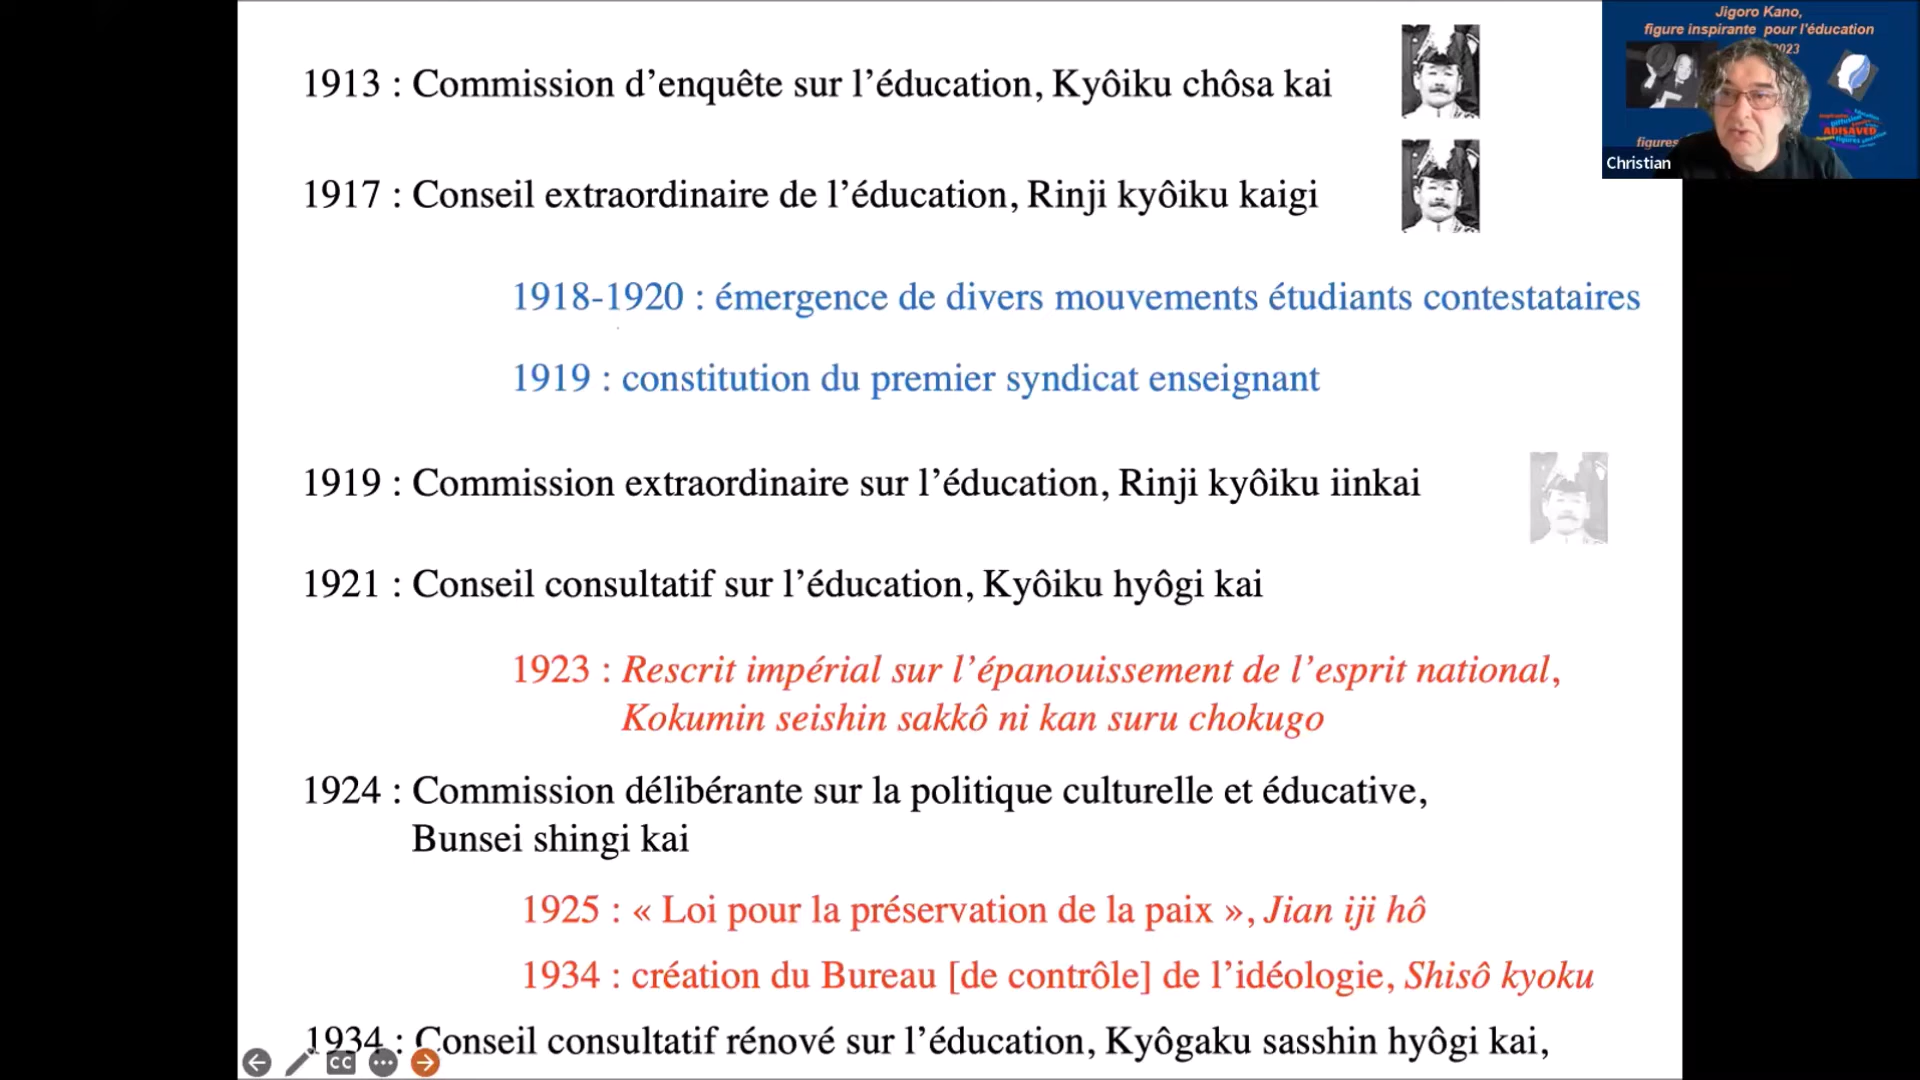 1913 : Commission d’enquête sur l’éducation, Kyôiku chôsa kai
1917 : Conseil extraordinaire de l’éducation, Rinji kyôiku kaigi
1918-1920 : émergence de divers mouvements étudiants contestataires
1919 : constitution du premier syndicat enseignant
1919 : Commission extraordinaire sur l’éducation, Rinji kyôiku iinkai
1921 : Conseil consultatif sur l’éducation, Kyôiku hyôgi kai
1923 : Rescrit impérial sur l’épanouissement de l’esprit national,
Kokumin seishin sakkô ni kan suru chokugo
1924 : Commission délibérante sur la politique culturelle et éducative,
Bunsei shingi kai
1925 : « Loi pour la préservation de la paix », Jian iji hô
1934 : création du Bureau [de contrôle] de l’idéologie, Shisô kyoku
1934 : Conseil consultatif rénové sur l’éducation, Kyôgaku sasshin hyôgi kai,
CC
Jigoro Kano,
figure inspirante pour l'éducation
023
figures
ADISAVED
Christian